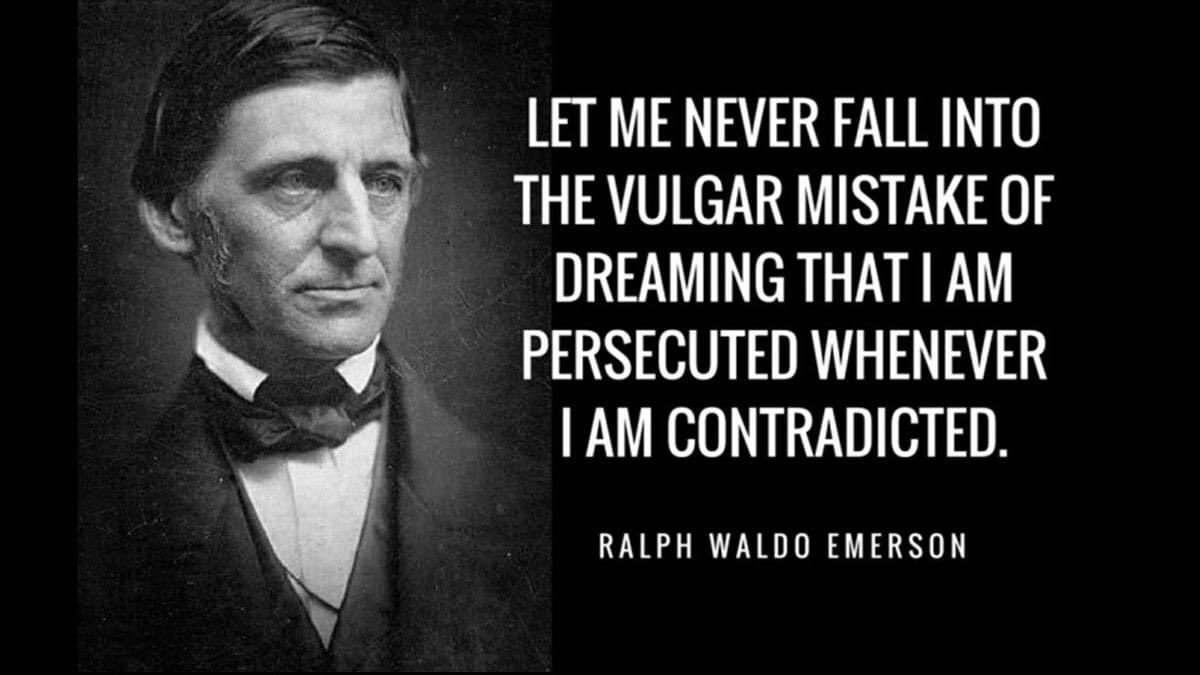 LET ME NEVER FALL INTO
THE VULGAR MISTAKE OF
DREAMING THAT I AM
PERSECUTED WHENEVER
I AM CONTRADICTED.
RALPH WALDO EMERSON